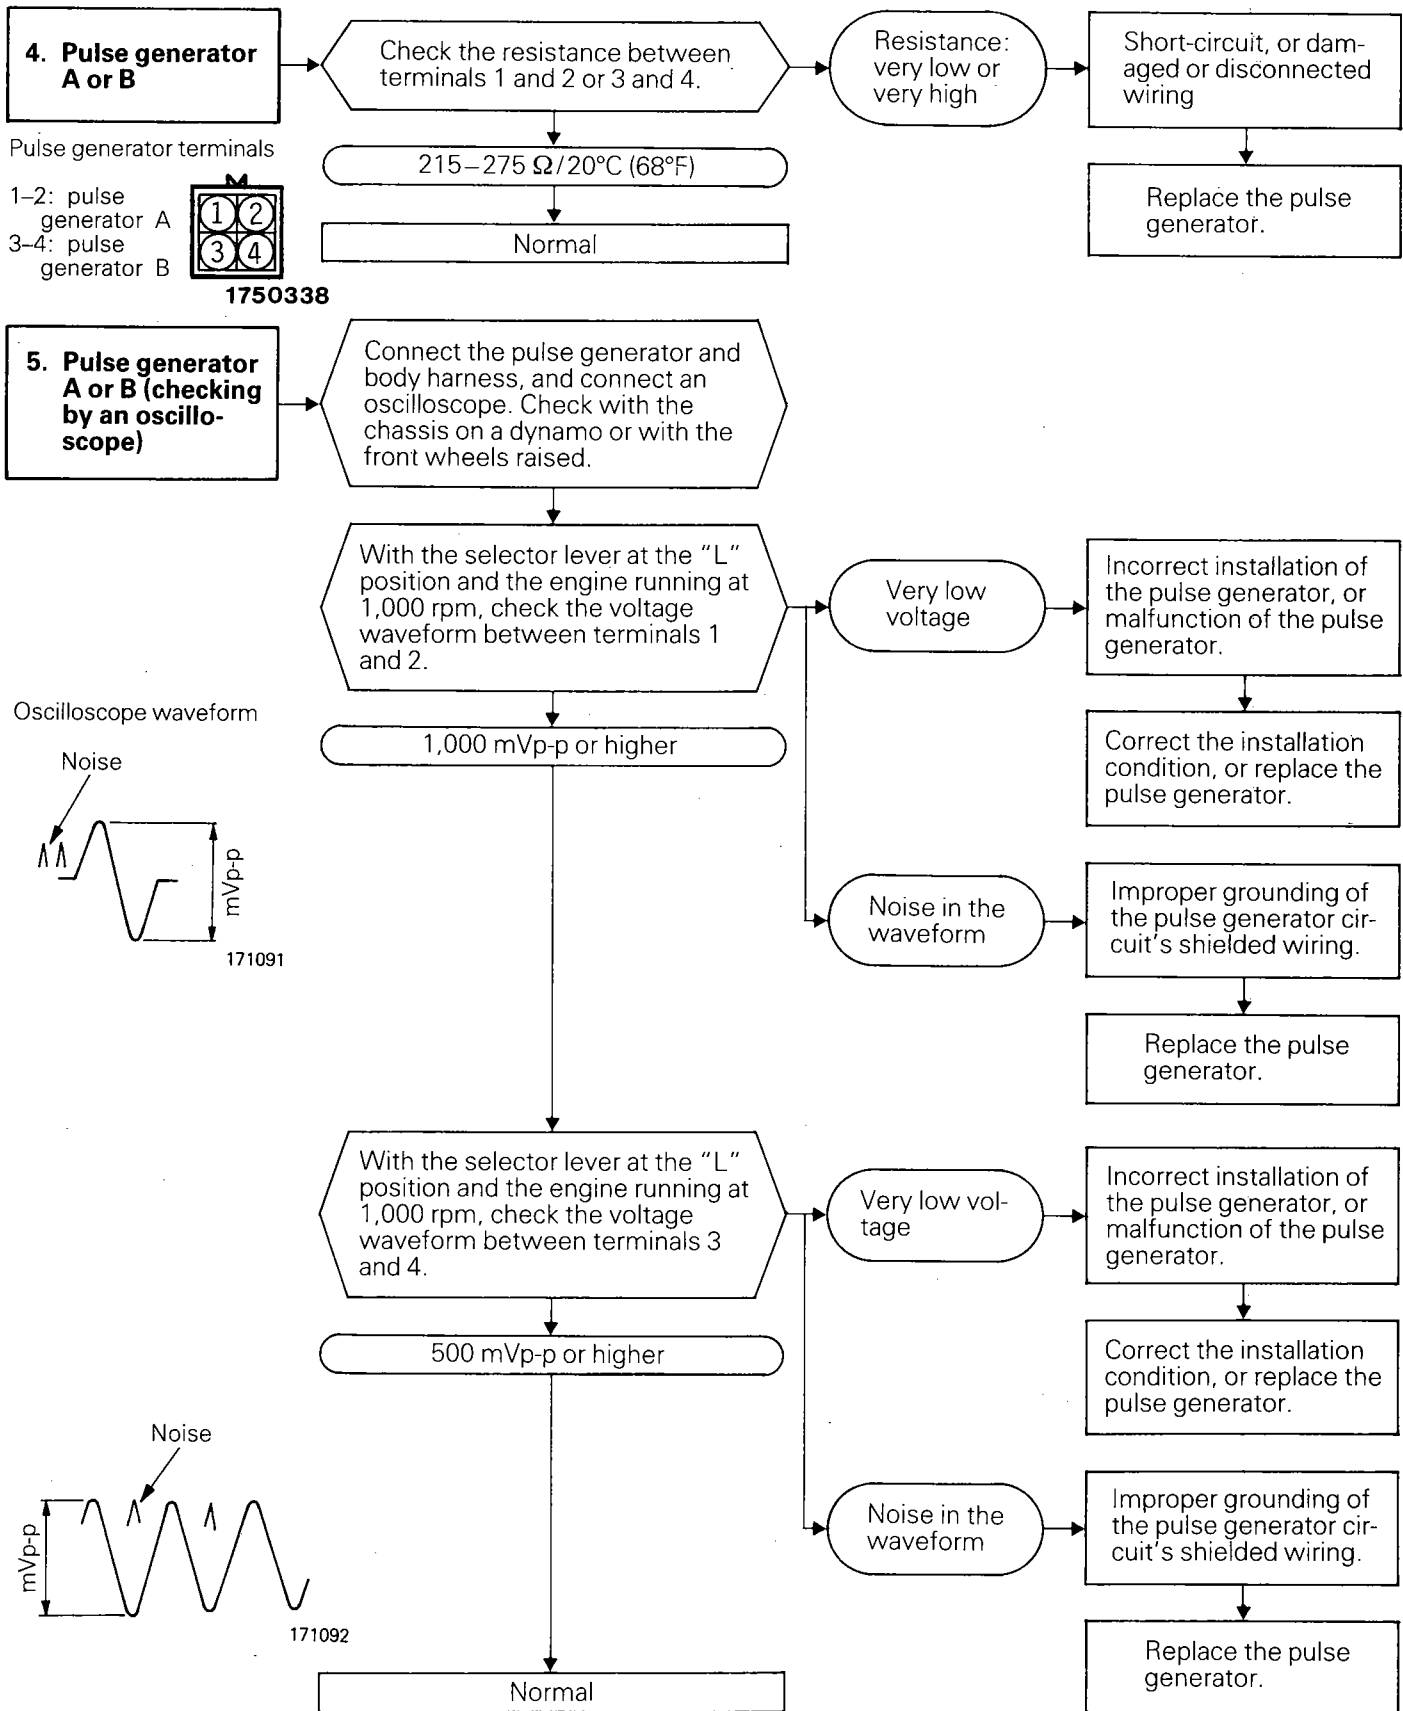 4. Pulse generator
A or B
Check the resistance between
terminals 1 and 2 or 3 and 4.
Resistance:
very low or
very high
Short-circuit, or dam-
aged or disconnected
wiring
Replace the pulse
generator.
215–275 Ω/20°C (68°F)
Normal
Pulse generator terminals
1–2: pulse
generator A
3–4: pulse
generator B
1 2
3 4
1750338
5. Pulse generator
A or B (checking
by an oscillo-
scope)
Connect the pulse generator and
body harness, and connect an
oscilloscope. Check with the
chassis on a dynamo or with the
front wheels raised.
With the selector lever at the “L”
position and the engine running at
1,000 rpm, check the voltage
waveform between terminals 1
and 2.
Very low
voltage
Incorrect installation of
the pulse generator, or
malfunction of the pulse
generator.
Correct the installation
condition, or replace the
pulse generator.
1,000 mVp-p or higher
Oscilloscope waveform
Noise
mVp-p
171091
Noise in the
waveform
Improper grounding of
the pulse generator cir-
cuit's shielded wiring.
Replace the pulse
generator.
With the selector lever at the “L”
position and the engine running at
1,000 rpm, check the voltage
waveform between terminals 3
and 4.
Very low vol-
tage
Incorrect installation of
the pulse generator, or
malfunction of the pulse
generator.
Correct the installation
condition, or replace the
pulse generator.
500 mVp-p or higher
Noise
mVp-p
171092
Noise in the
waveform
Improper grounding of
the pulse generator cir-
cuit's shielded wiring.
Replace the pulse
generator.
Normal